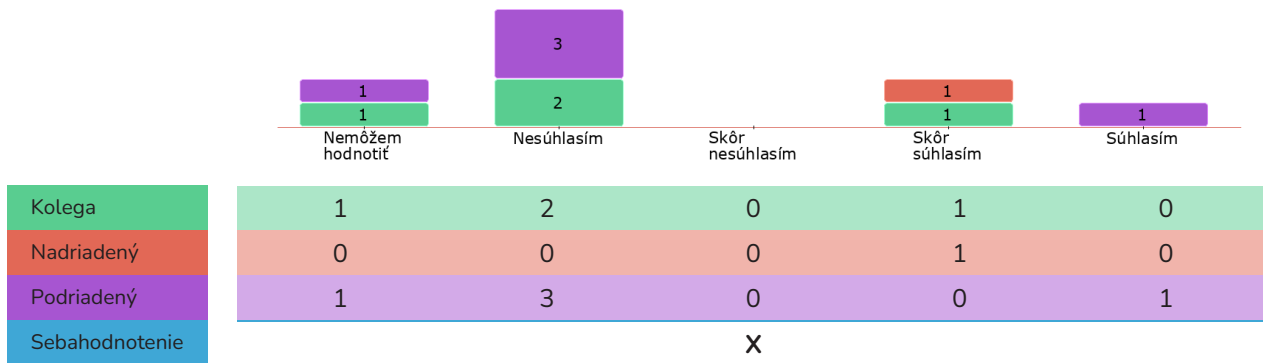 3
1
1
2
1
1
1
Nemôžem
hodnotiť
Nesúhlasím
Skôr
nesúhlasím
Skôr
súhlasím
Súhlasím
Kolega 1 2 0 1 0
Nadriadený 0 0 0 1 0
Podriadený 1 3 0 0 1
Sebahodnotenie x